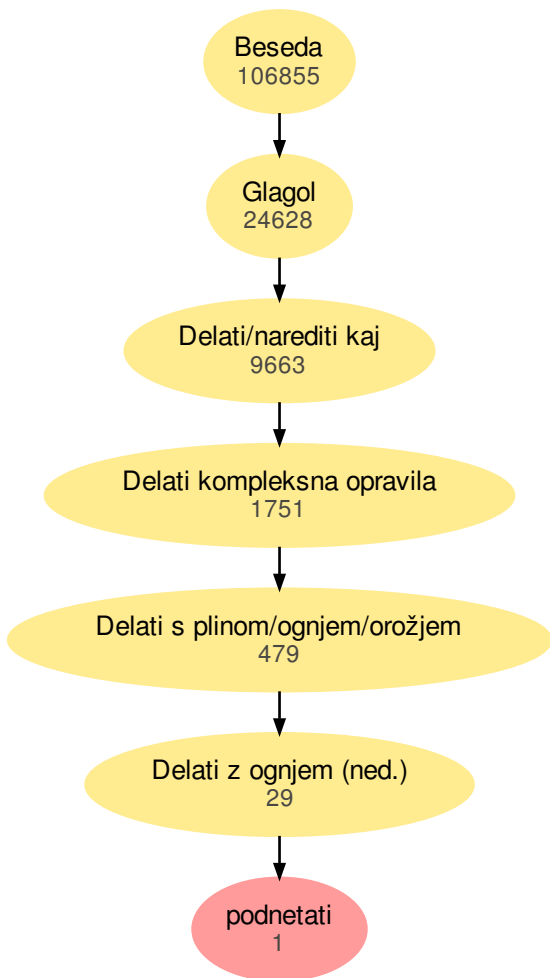 Beseda
106855
Glagol
24628
Delati/narediti kaj
9663
Delati kompleksna opravila
1751
Delati s plinom/ognjem/orožjem
479
Delati z ognjem (ned.)
29
podnetati
1